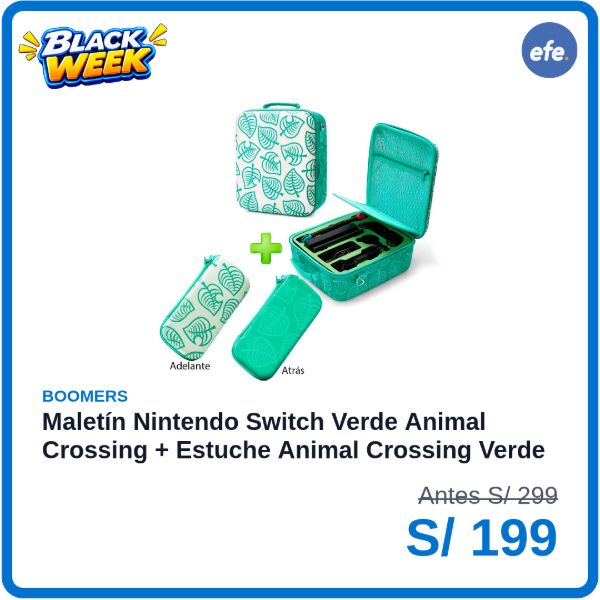 BLACK
WEEK
efe.
Adelante
Atrás
BOOMERS
Maletín Nintendo Switch Verde Animal
Crossing + Estuche Animal Crossing Verde
Antes S/ 299
S/ 199